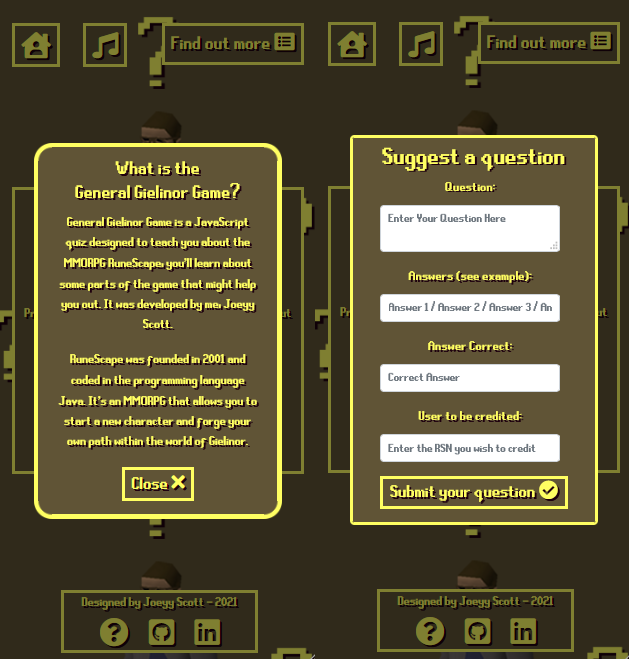 Find out more
What is the
General Gielinor Game?
General Gielinor Game is a JavaScript
quiz designed to teach you about the
MMORPG RuneScape; you'll learn about
some parts of the game that might help
you out. It was developed by me; Joeyy
Scott.
RuneScape was founded in 2001 and
coded in the programming language
Java. It's an MMORPG that allows you to
start a new character and forge your
own path within the world of Gielinor.
Close
Designed by Joeyy Scott - 2021
Find out more
Suggest a question
Question:
Enter Your Question Here
Answers (see example):
Answer 1 / Answer 2 / Answer 3 / An
Answer Correct:
Correct Answer
User to be credited:
Enter the RSN you wish to credit
Submit your question
Designed by Joeyy Scott - 2021